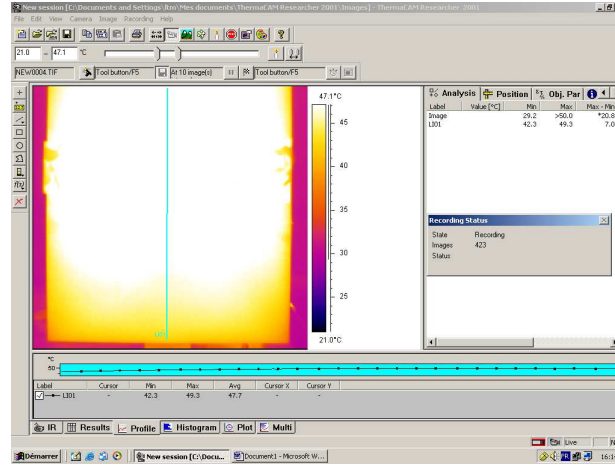 New session [C:\Documents and Settings\ltm\Mes documents\ThermaCAM Researcher 2001\Images] - ThermaCAM Researcher 2001
File Edit View Camera Image Recording Help
21.0 - 47.1 °C
NEW0004.TIF Tool button/F5 At 10 image(s) Tool button/F5
47.1°C
45
40
35
30
25
21.0°C
LI01
Analysis Position Obj. Par
Label Value [°C] Min Max Max - Min
Image 29.2 >50.0 *20.8
LI01 42.3 49.3 7.0
Recording Status
State Recording
Images 423
Status
°C
50
Label Cursor Min Max Avg Cursor X Cursor Y
LI01 - 42.3 49.3 47.7 - -
IR Results Profile Histogram Plot Multi
Live
Démarrer New session [C:\Docu... Document1 - Microsoft W... FR